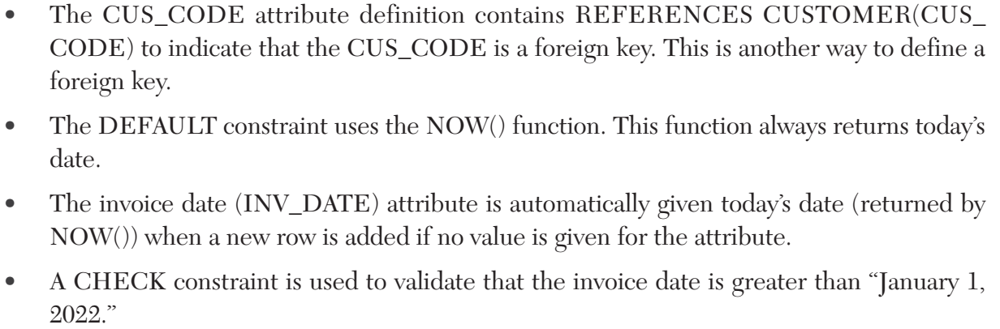 • The CUS_CODE attribute definition contains REFERENCES CUSTOMER(CUS_
CODE) to indicate that the CUS_CODE is a foreign key. This is another way to define a
foreign key.
• The DEFAULT constraint uses the NOW() function. This function always returns today’s
date.
• The invoice date (INV_DATE) attribute is automatically given today’s date (returned by
NOW()) when a new row is added if no value is given for the attribute.
• A CHECK constraint is used to validate that the invoice date is greater than “January 1,
2022.”